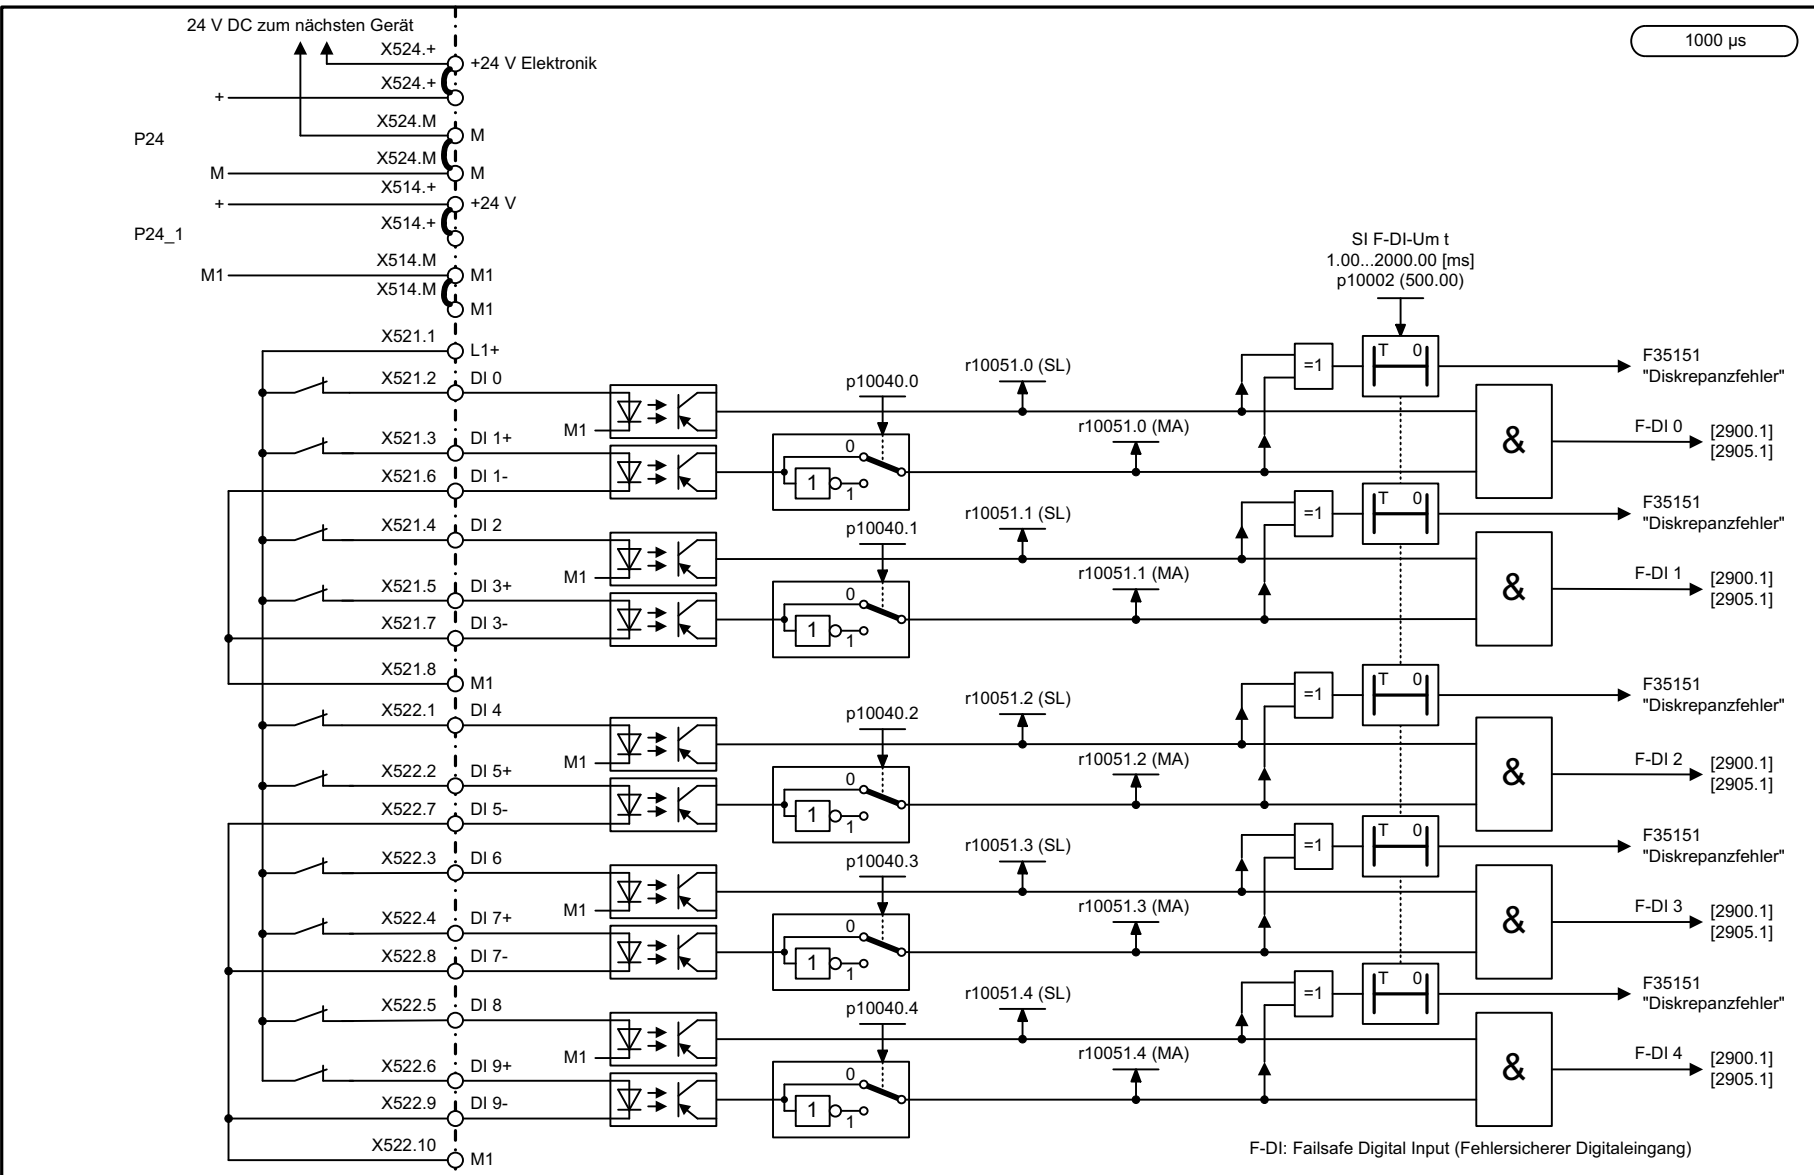 24 V DC zum nächsten Gerät
1000 µs
X524.+
+24 V Elektronik
X524.+
+
X524.M
M
P24
X524.M
M
M
X514.+
+
+24 V
X514.+
P24_1
X514.M
M1
M1
X514.M
M1
SI F-DI-Um t
1.00...2000.00 [ms]
p10002 (500.00)
X521.1
L1+
X521.2
DI 0
M1
p10040.0
r10051.0 (SL)
=1
T 0
F35151
"Diskrepanzfehler"
X521.3
DI 1+
0
1
1
r10051.0 (MA)
&
F-DI 0
[2900.1]
[2905.1]
X521.6
DI 1-
X521.4
DI 2
M1
p10040.1
r10051.1 (SL)
=1
T 0
F35151
"Diskrepanzfehler"
X521.5
DI 3+
0
1
1
r10051.1 (MA)
&
F-DI 1
[2900.1]
[2905.1]
X521.7
DI 3-
X521.8
M1
X522.1
DI 4
M1
p10040.2
r10051.2 (SL)
=1
T 0
F35151
"Diskrepanzfehler"
X522.2
DI 5+
0
1
1
r10051.2 (MA)
&
F-DI 2
[2900.1]
[2905.1]
X522.7
DI 5-
X522.3
DI 6
M1
p10040.3
r10051.3 (SL)
=1
T 0
F35151
"Diskrepanzfehler"
X522.4
DI 7+
0
1
1
r10051.3 (MA)
&
F-DI 3
[2900.1]
[2905.1]
X522.8
DI 7-
X522.5
DI 8
M1
p10040.4
r10051.4 (SL)
=1
T 0
F35151
"Diskrepanzfehler"
X522.6
DI 9+
0
1
1
r10051.4 (MA)
&
F-DI 4
[2900.1]
[2905.1]
X522.9
DI 9-
X522.10
M1
F-DI: Failsafe Digital Input (Fehlersicherer Digitaleingang)